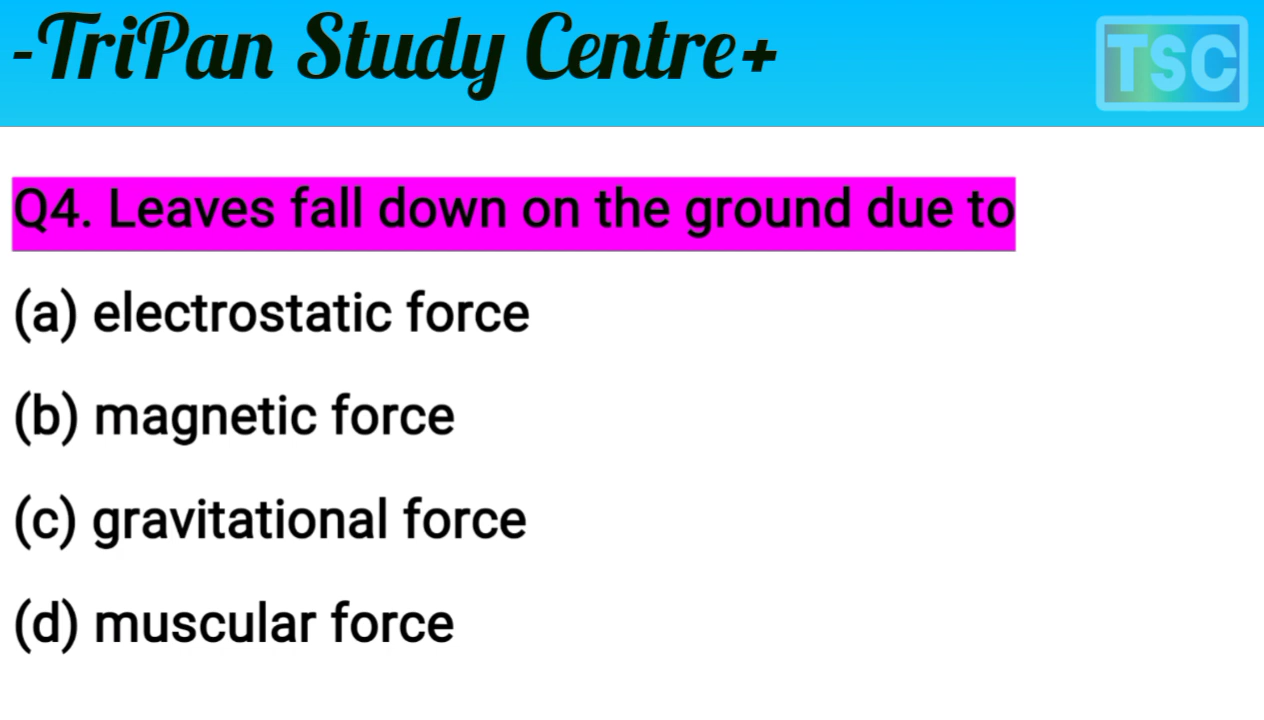 -TriPan Study Centre+
TSC
Q4. Leaves fall down on the ground due to
(a) electrostatic force
(b) magnetic force
(c) gravitational force
(d) muscular force